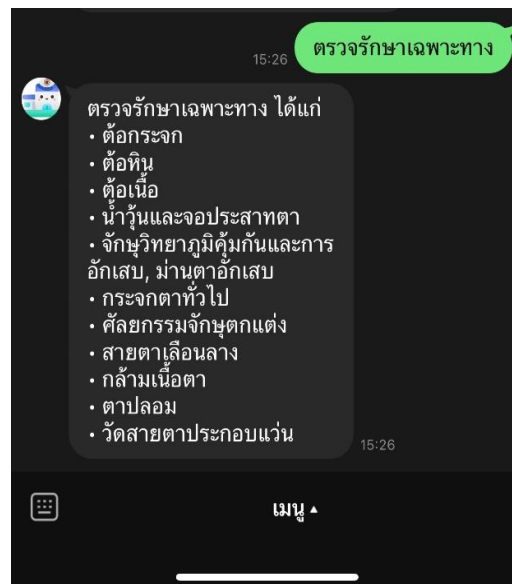 ตรวจรักษาเฉพาะทาง
15:26
ตรวจรักษาเฉพาะทาง ได้แก่
• ต้อกระจก
• ต้อหิน
• ต้อเนื้อ
• น้ำวุ้นและจอประสาทตา
• จักษุวิทยาภูมิคุ้มกันและการ
อักเสบ, ม่านตาอักเสบ
• กระจกตาทั่วไป
• ศัลยกรรมจักษุตกแต่ง
• สายตาเลือนลาง
• กล้ามเนื้อตา
• ตาปลอม
• วัดสายตาประกอบแว่น
15:26
เมนู ▴